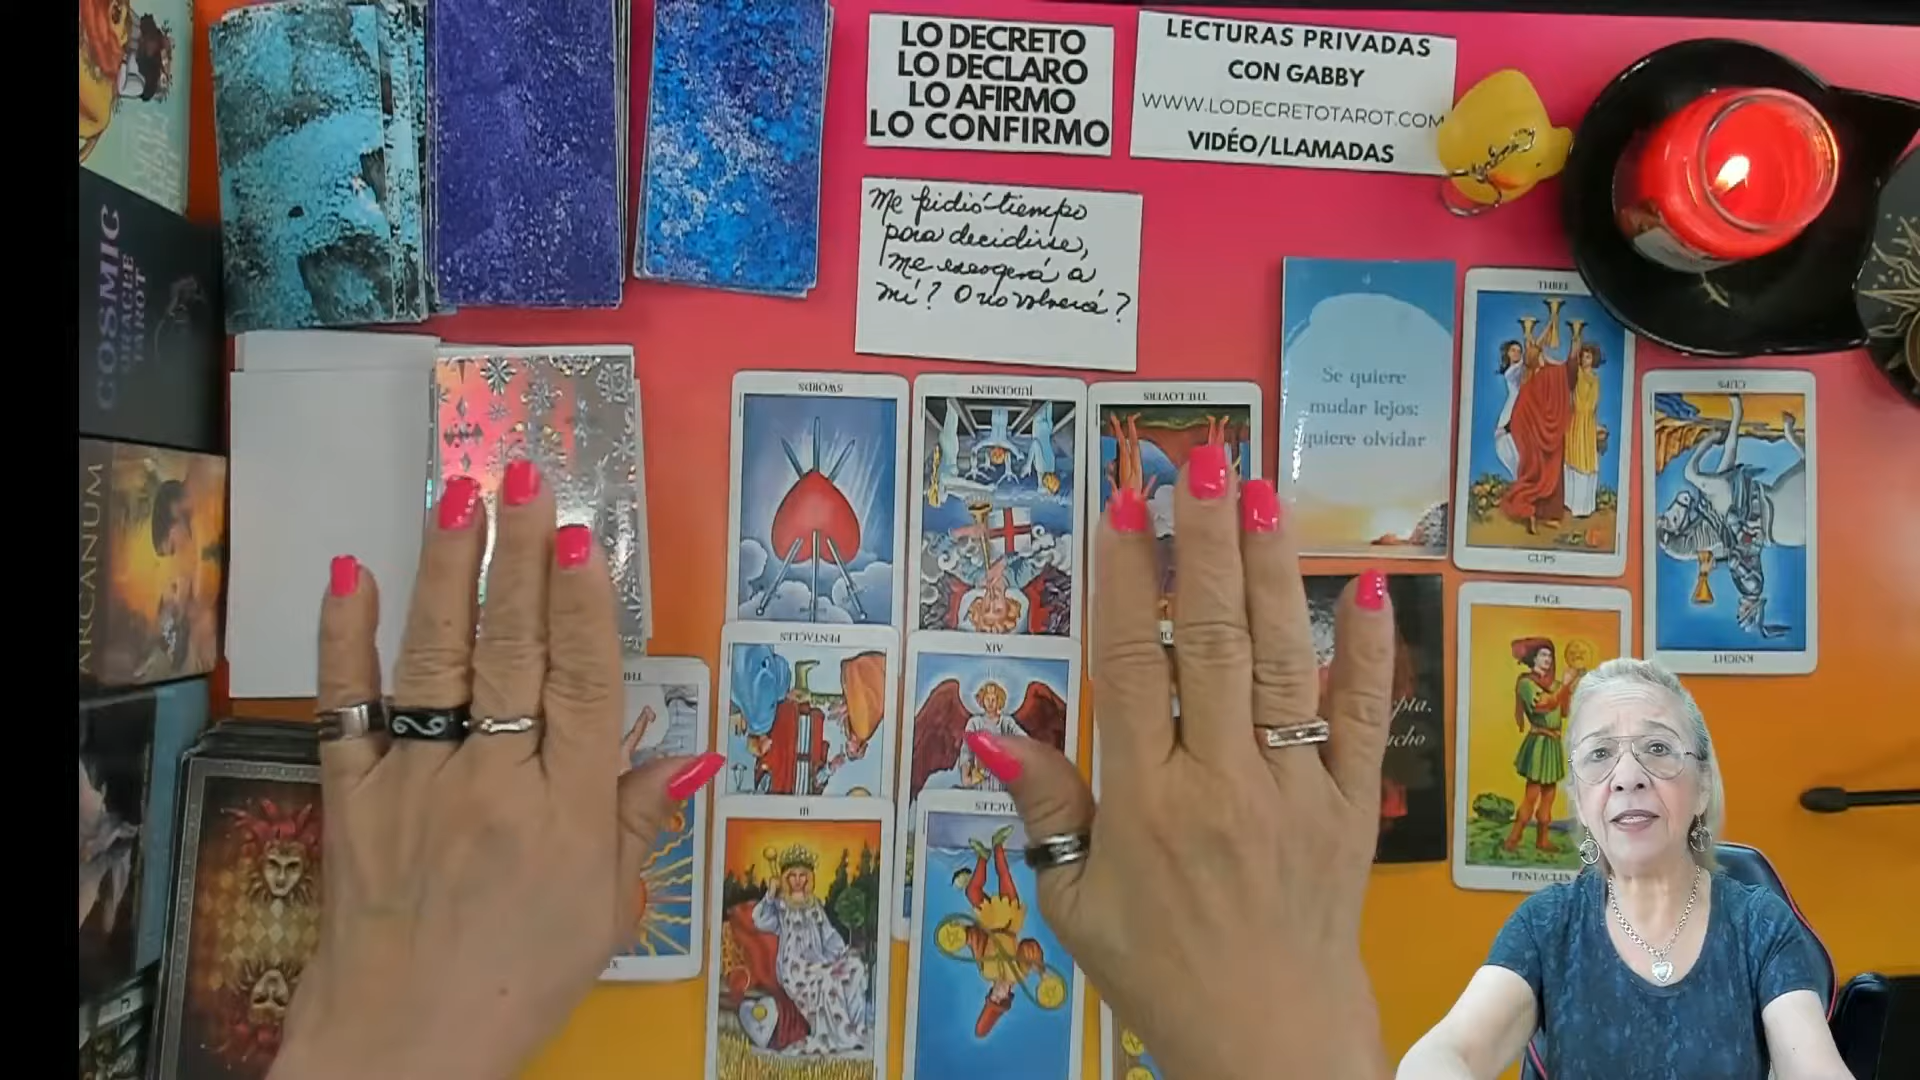 LO DECRETO
LO DECLARO
LO AFIRMO
LO CONFIRMO
LECTURAS PRIVADAS
CON GABBY
WWW.LODECRETOTAROT.COM
VIDÉO/LLAMADAS
Me pidió tiempo
para decidirse,
me escogerá a
mí? O no volverá?
COSMIC
ORACLE
TAROT
ARCANUM
SWORDS
JUDGEMENT
THE LOVERS
Se quiere
mudar lejos;
quiere olvidar
THREE
CUPS
CUPS
KNIGHT
PENTACLES
XIV
THE
III
PAGE
PENTACLES